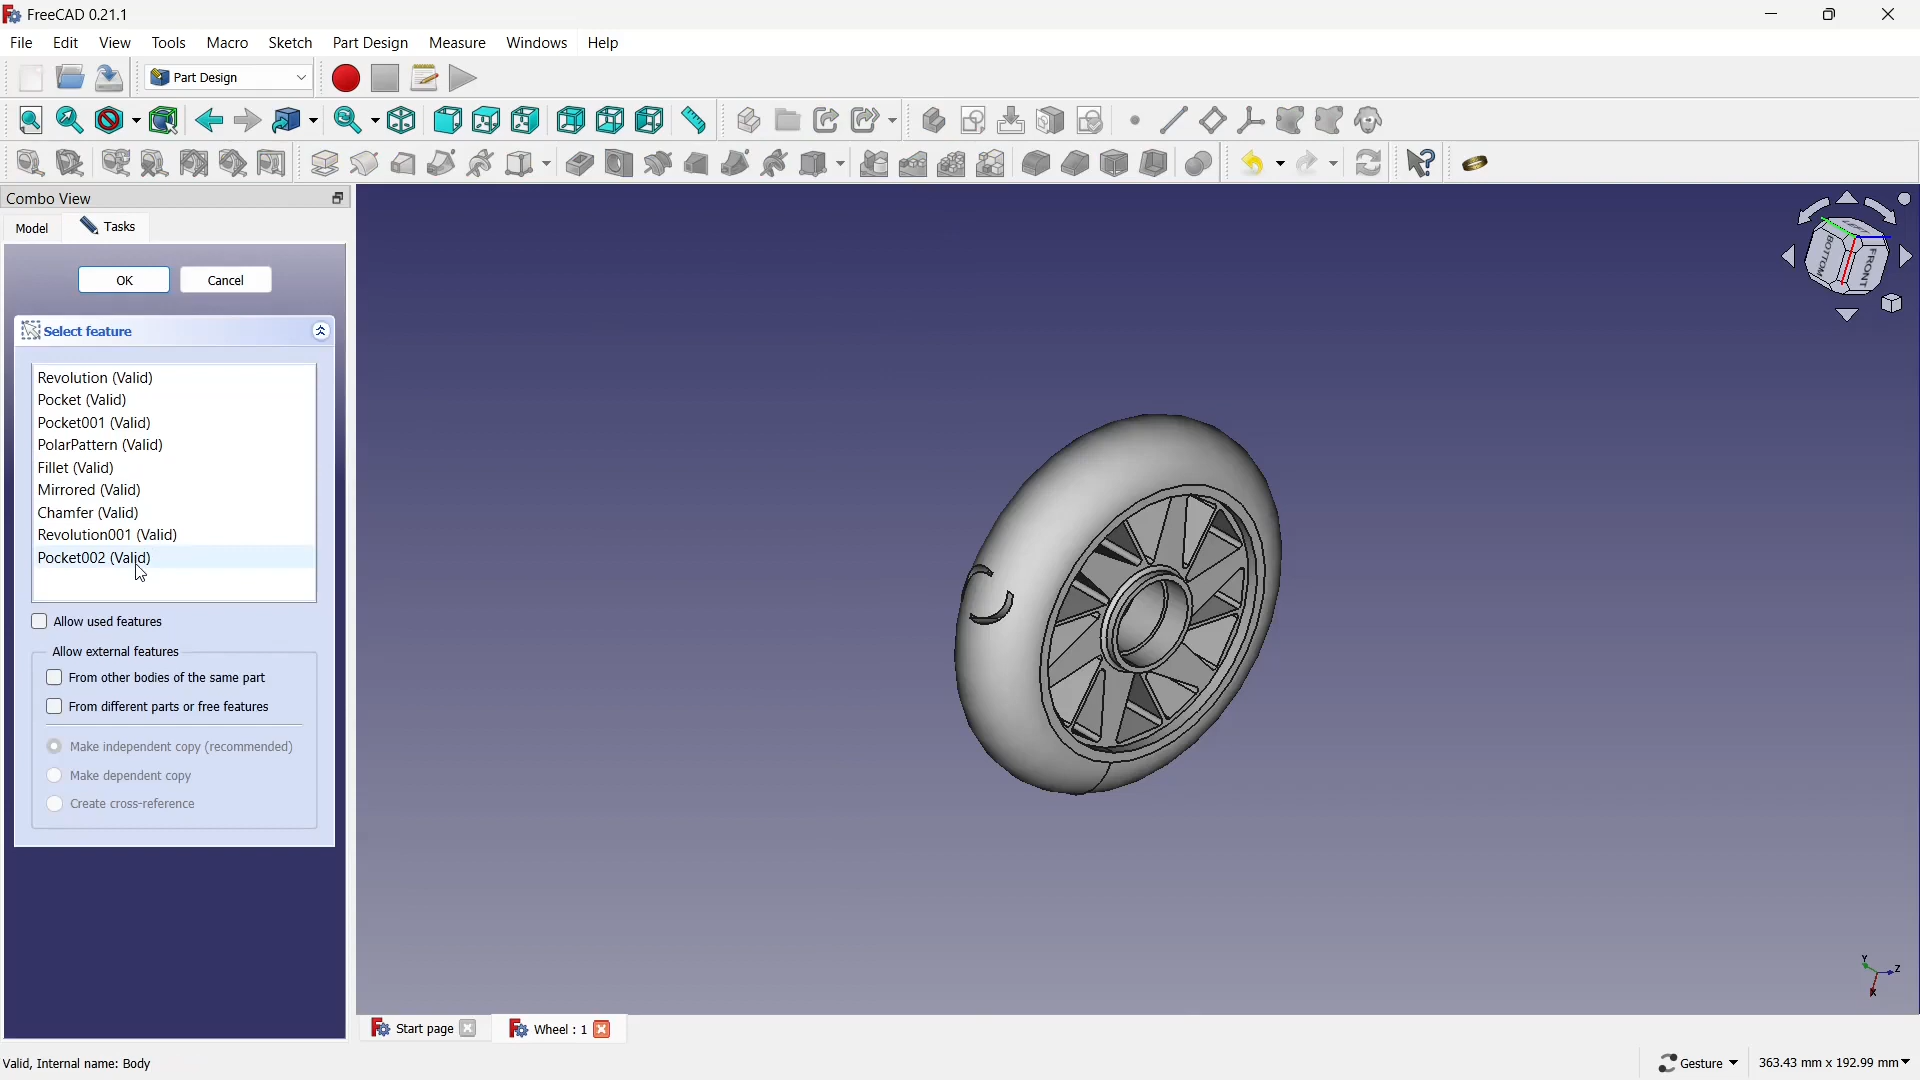 FreeCAD 0.21.1
File Edit View Tools Macro Sketch Part Design Measure Windows Help
Part Design
Combo View
Model Tasks
OK Cancel
Select feature
Revolution (Valid)
Pocket (Valid)
Pocket001 (Valid)
PolarPattern (Valid)
Fillet (Valid)
Mirrored (Valid)
Chamfer (Valid)
Revolution001 (Valid)
Pocket002 (Valid)
Allow used features
Allow external features
From other bodies of the same part
From different parts or free features
Make independent copy (recommended)
Make dependent copy
Create cross-reference
BOTTOM FRONT
Y
Z
X
Start page Wheel : 1
Valid, Internal name: Body
Gesture 363.43 mm x 192.99 mm